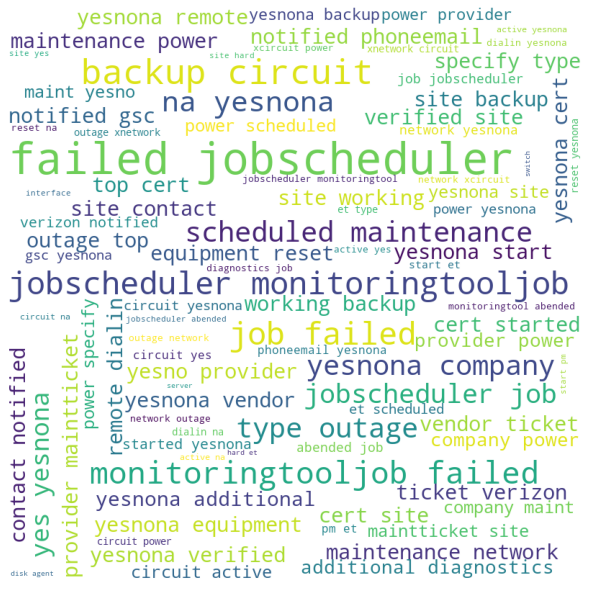 yesnona remote
yesnona backup
power provider
active yesnona
maintenance power
notified phoneemail
dialin yesnona
site yes
site hard
xcircuit power
xnetwork circuit
specify type
backup circuit
job jobscheduler
maint yesno
na yesnona
site backup
yesnona cert
notified gsc
verified site
reset na
outage xnetwork
power scheduled
network yesnona
reset yesnona
failed jobscheduler
switch
top cert
jobscheduler monitoringtool
network xcircuit
interface
site working
yesnona site
site contact
et type
power yesnona
verizon notified
scheduled maintenance
outage top
equipment reset
active yes
yesnona start
gsc yesnona
diagnostics job
start et
jobscheduler monitoringtooljob
circuit yesnona
working backup
monitoringtool abended
circuit na
jobscheduler abended
job failed
cert started
provider power
power specify
remote dialin
outage network
phoneemail yesnona
circuit yes
yesno provider
yesnona company
start pm
server
yesnona vendor
jobscheduler job
contact notified
yes yesnona
provider maintticket
et scheduled
network outage
type outage
vendor ticket
dialin na
started yesnona
abended job
company power
hard et
active na
monitoringtooljob failed
yesnona additional
ticket verizon
cert site
company maint
yesnona equipment
pm et
maintticket site
circuit power
yesnona verified
maintenance network
disk agent
circuit active
additional diagnostics